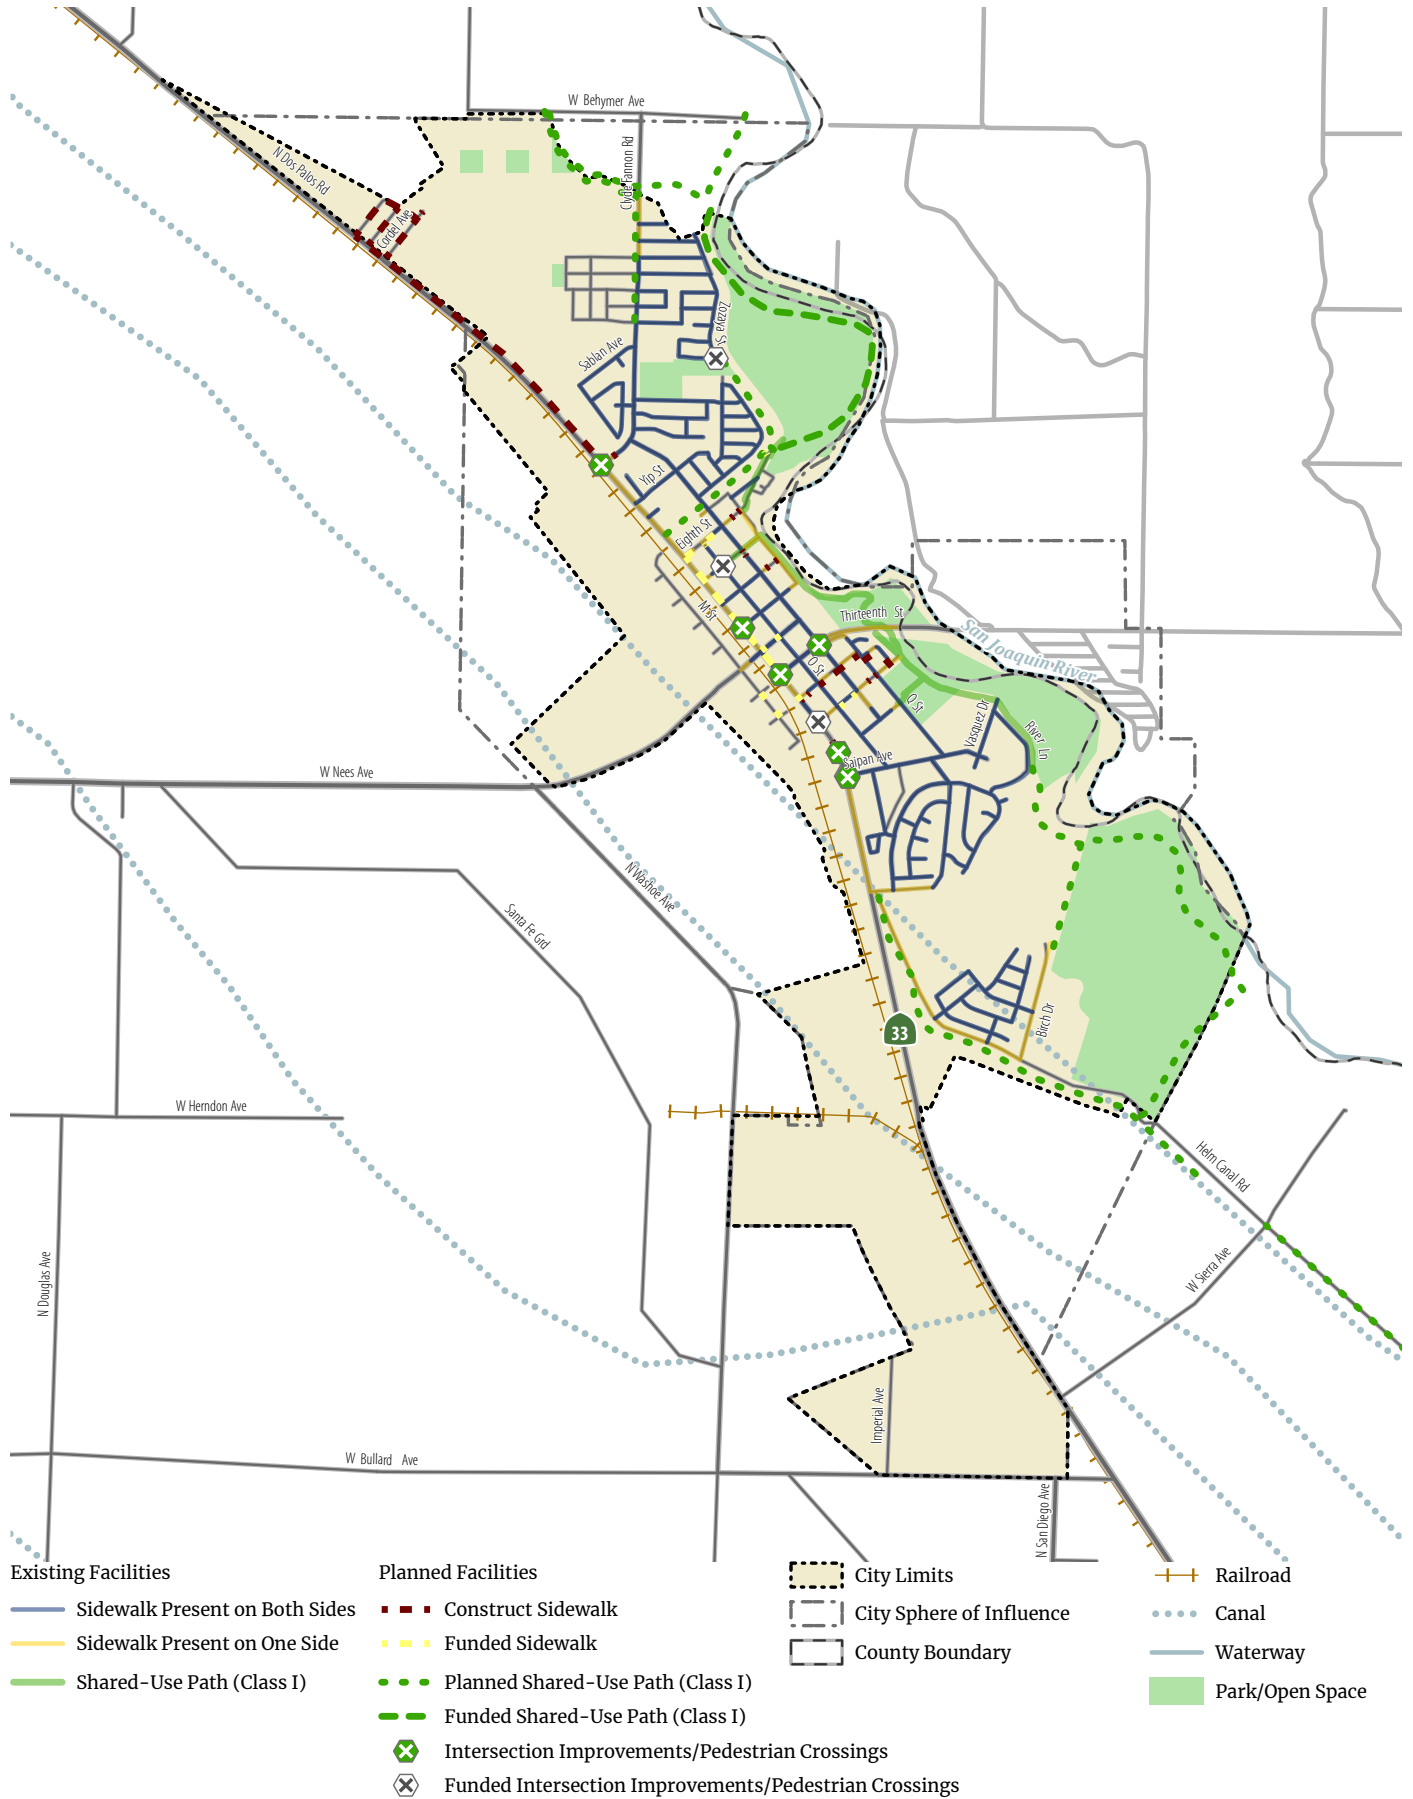 W Behymer Ave
Clyde Fannon Rd
N Dos Palos Rd
Cordel Ave
Zozaya St
Sablan Ave
Yip St
Eighth St
M St
Thirteenth St
San Joaquin River
O St
Q St
Vasquez Dr
River Ln
Saipan Ave
W Nees Ave
N Washoe Ave
Santa Fe Grd
33
Birch Dr
W Herndon Ave
Helm Canal Rd
N Douglas Ave
W Sierra Ave
Imperial Ave
W Bullard Ave
N San Diego Ave
Existing Facilities
Sidewalk Present on Both Sides
Sidewalk Present on One Side
Shared-Use Path (Class I)
Planned Facilities
Construct Sidewalk
Funded Sidewalk
Planned Shared-Use Path (Class I)
Funded Shared-Use Path (Class I)
Intersection Improvements/Pedestrian Crossings
Funded Intersection Improvements/Pedestrian Crossings
City Limits
City Sphere of Influence
County Boundary
Railroad
Canal
Waterway
Park/Open Space